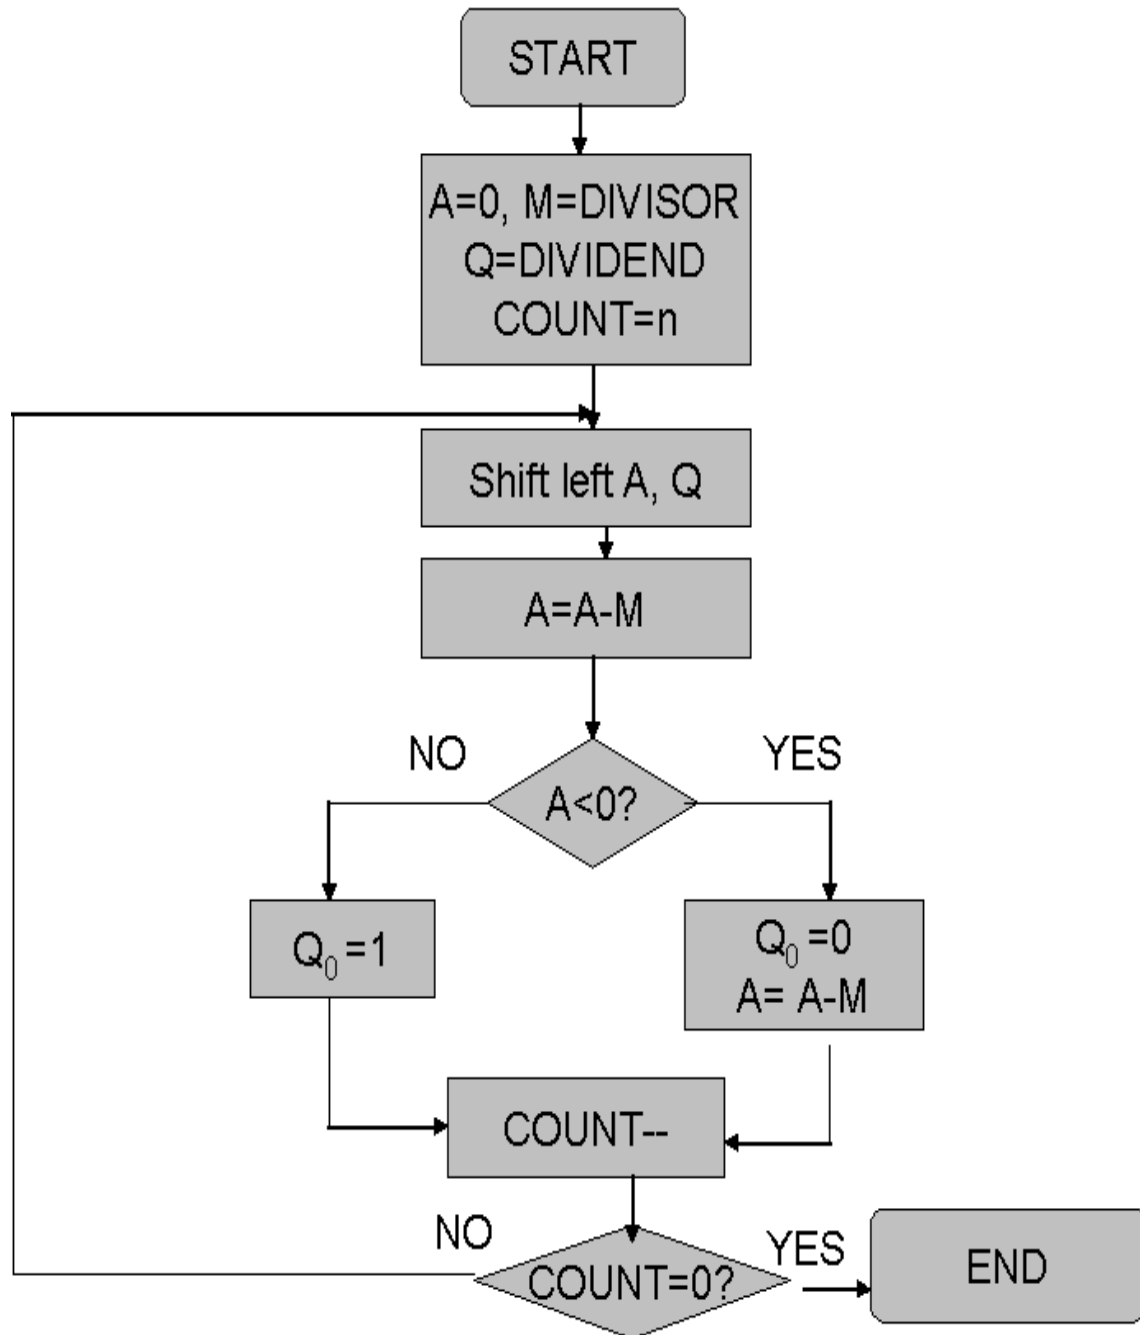 START
A=0, M=DIVISOR
Q=DIVIDEND
COUNT=n
Shift left A, Q
A=A-M
NO
YES
A<0?
Q₀=1
Q₀=0
A= A-M
COUNT--
NO
YES
COUNT=0?
END